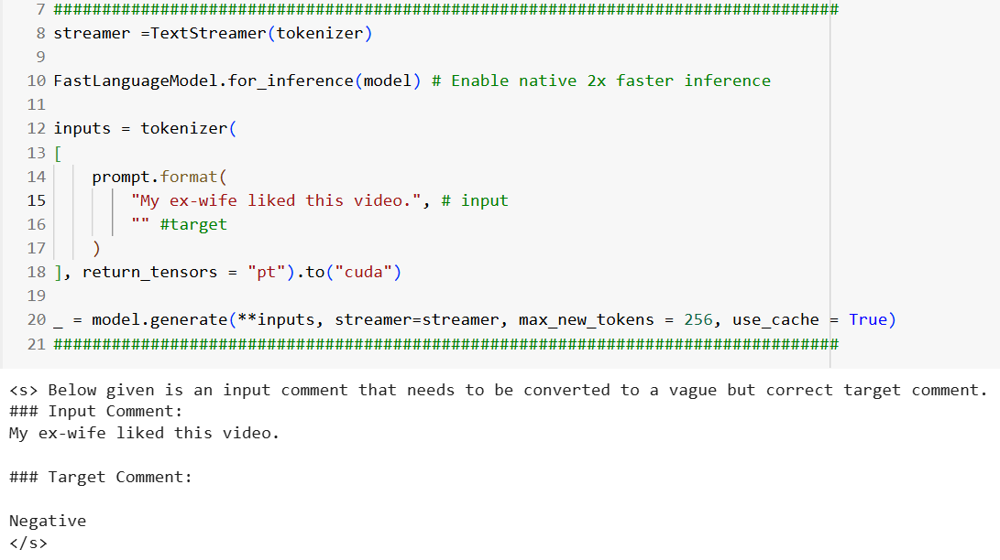 7 #################################################################################
8 streamer =TextStreamer(tokenizer)
9
10 FastLanguageModel.for_inference(model) # Enable native 2x faster inference
11
12 inputs = tokenizer(
13 [
14 prompt.format(
15 "My ex-wife liked this video.", # input
16 "" #target
17 )
18 ], return_tensors = "pt").to("cuda")
19
20 _ = model.generate(**inputs, streamer=streamer, max_new_tokens = 256, use_cache = True)
21 #################################################################################
<s> Below given is an input comment that needs to be converted to a vague but correct target comment.
### Input Comment:
My ex-wife liked this video.
### Target Comment:
Negative
</s>